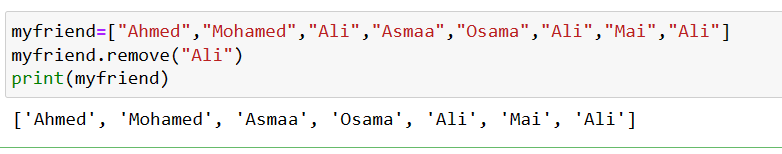 myfriend=["Ahmed","Mohamed","Ali","Asmaa","Osama","Ali","Mai","Ali"]
myfriend.remove("Ali")
print(myfriend)
['Ahmed', 'Mohamed', 'Asmaa', 'Osama', 'Ali', 'Mai', 'Ali']